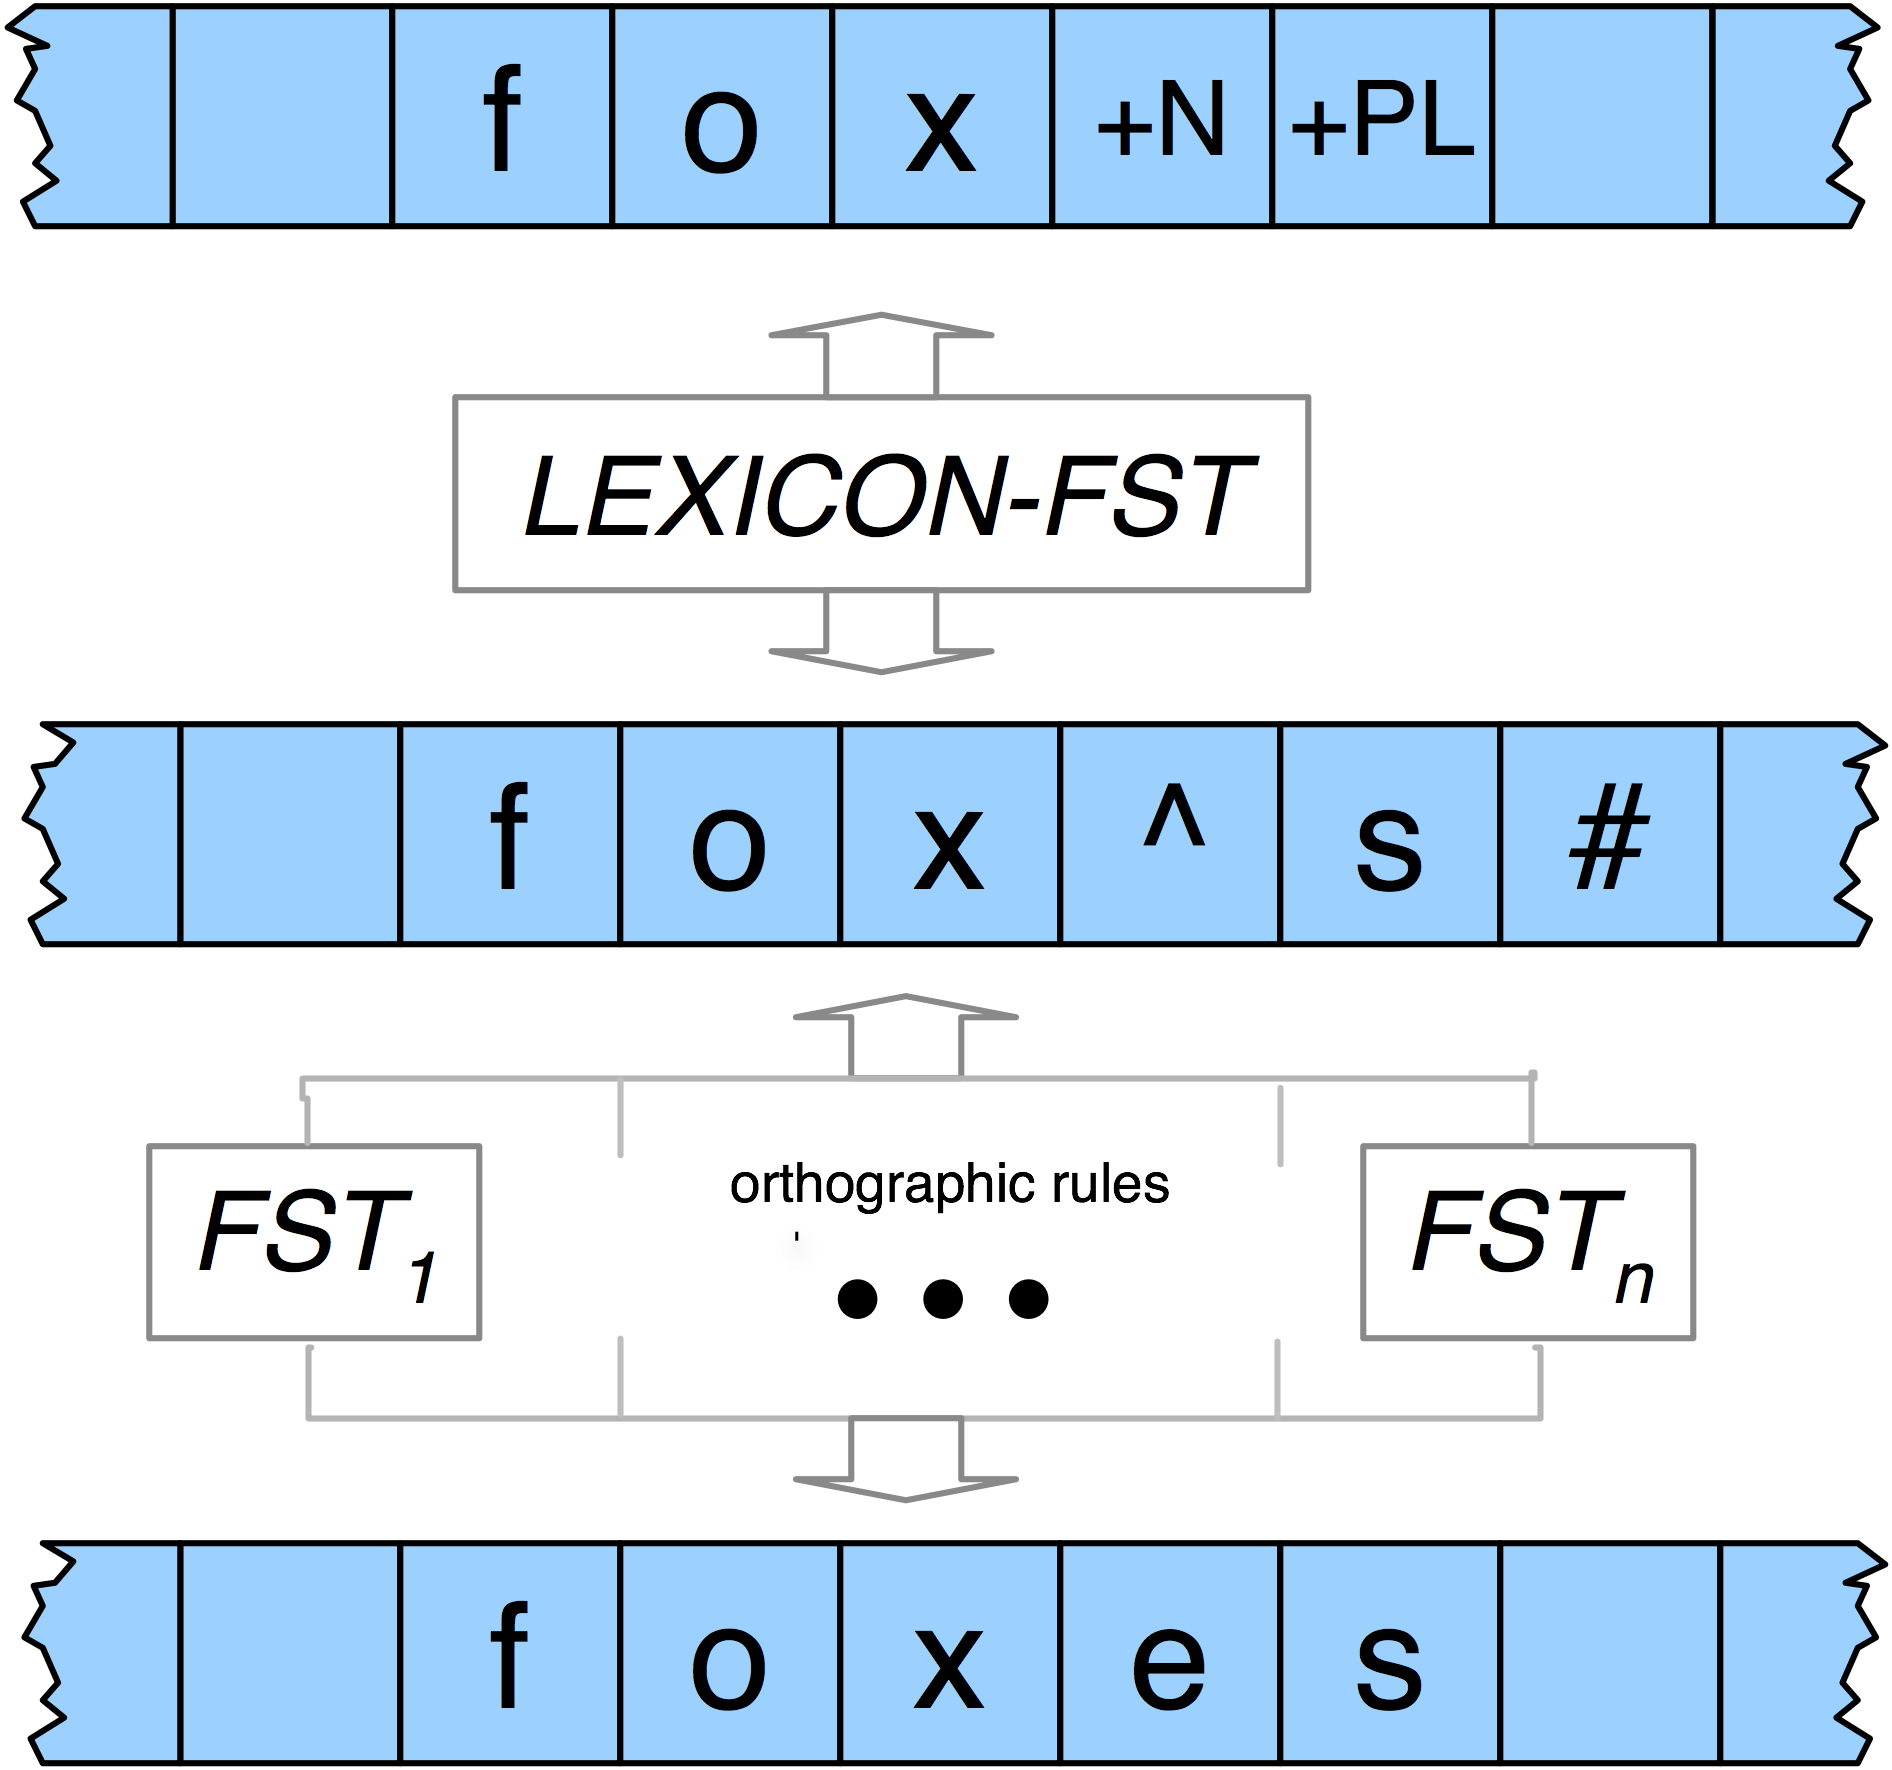 f o x +N +PL
LEXICON-FST
f o x ^ s #
orthographic rules
FST1 ● ● ● FSTn
f o x e s